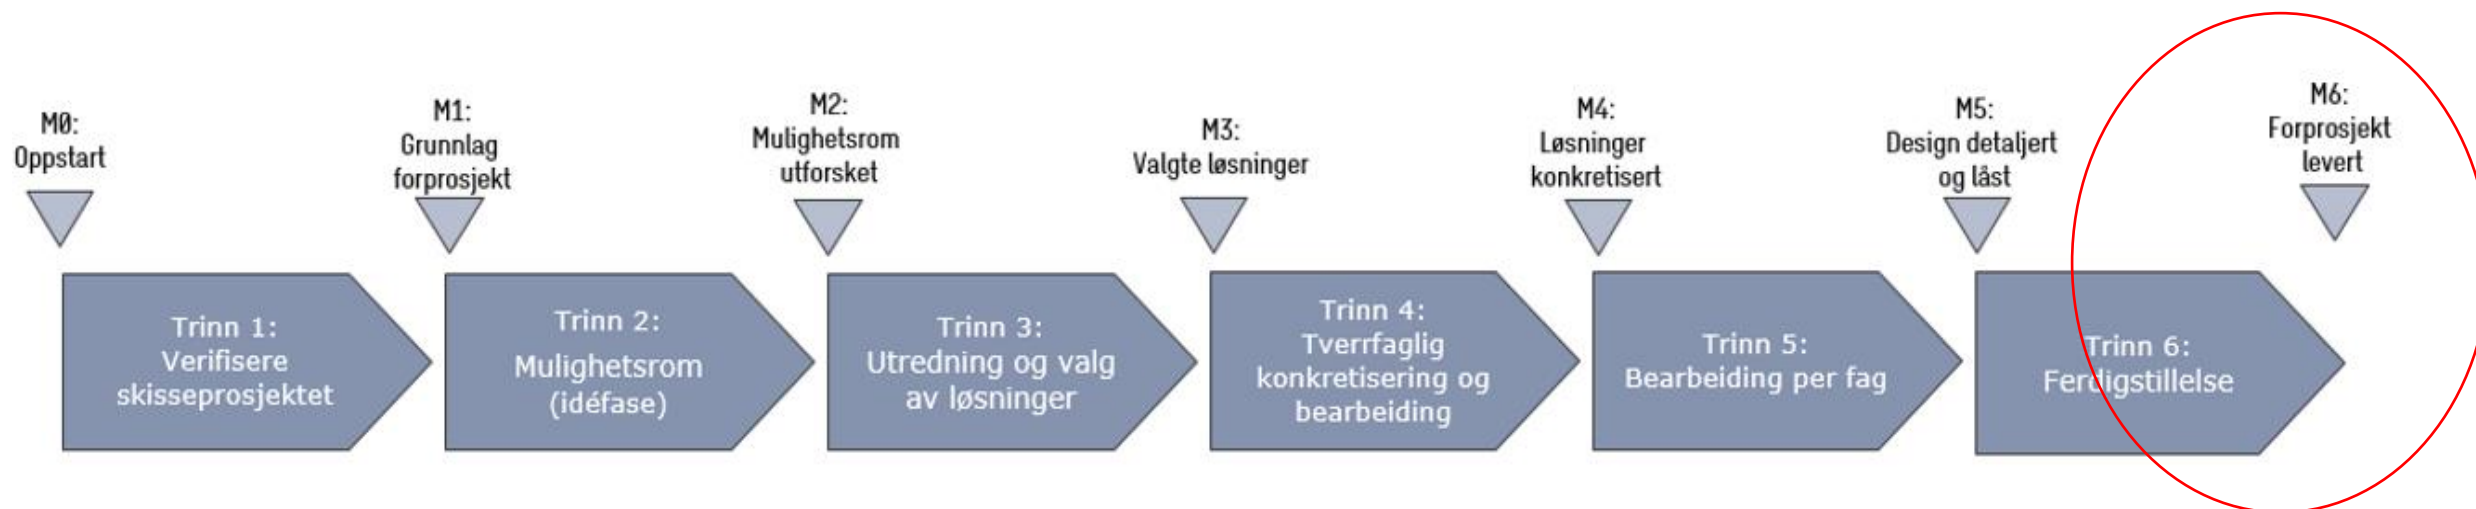 M0:
Oppstart
M1:
Grunnlag
forprosjekt
M2:
Mulighetsrom
utforsket
M3:
Valgte løsninger
M4:
Løsninger
konkretisert
M5:
Design detaljert
og låst
M6:
Forprosjekt
levert
Trinn 1:
Verifisere
skisseprosjektet
Trinn 2:
Mulighetsrom
(idéfase)
Trinn 3:
Utredning og valg
av løsninger
Trinn 4:
Tverrfaglig
konkretisering og
bearbeiding
Trinn 5:
Bearbeiding per fag
Trinn 6:
Ferdigstillelse